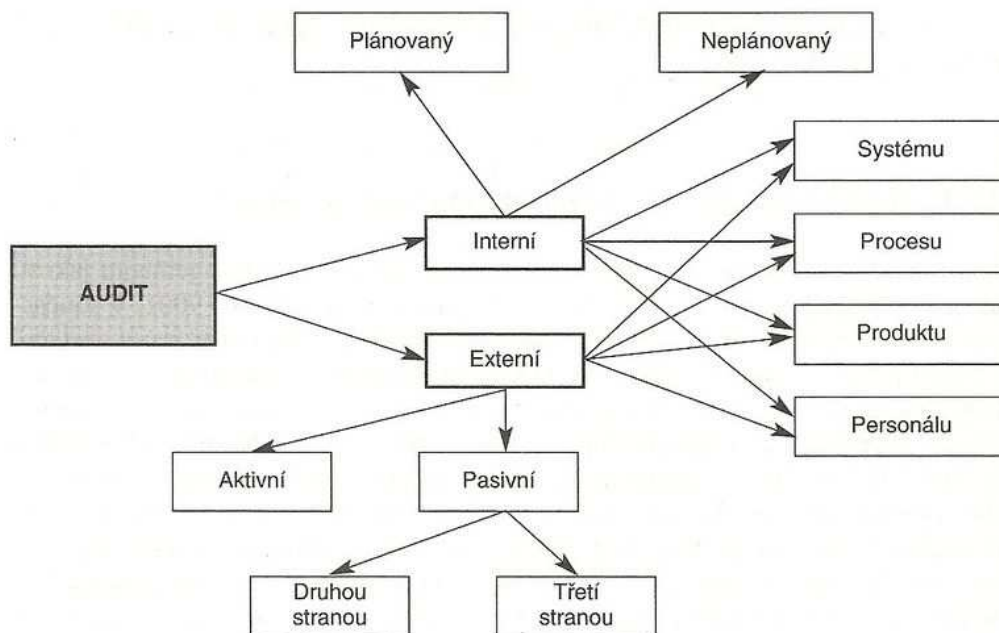 Plánovaný
Neplánovaný
Systému
Interní
Procesu
AUDIT
Produktu
Externí
Personálu
Aktivní
Pasivní
Druhou
stranou
Třetí
stranou